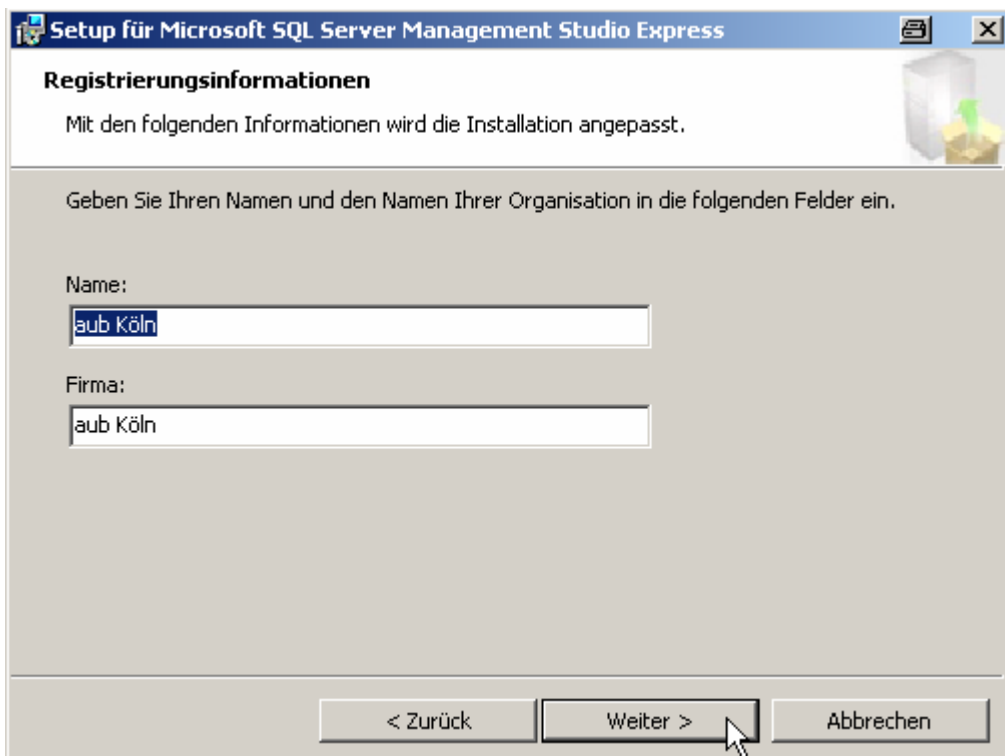 Setup für Microsoft SQL Server Management Studio Express
Registrierungsinformationen
Mit den folgenden Informationen wird die Installation angepasst.
Geben Sie Ihren Namen und den Namen Ihrer Organisation in die folgenden Felder ein.
Name:
aub Köln
Firma:
aub Köln
< Zurück Weiter > Abbrechen